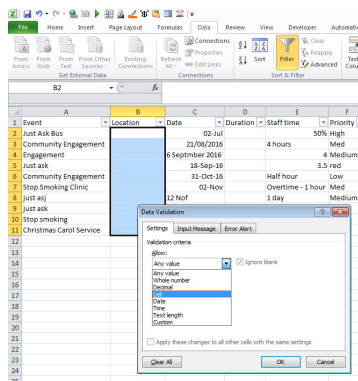 File Home Insert Page Layout Formulas Data Review View Developer Automate
From Access From Web From Text From Other Sources Existing Connections Refresh All Connections Properties Edit Links Sort Filter Clear Reapply Advanced Text Colu
Get External Data Connections Sort & Filter
B2 fx
A B C D E F
1 Event Location Date Duration Staff time Priority
2 Just Ask Bus 02-Jul 50% High
3 Community Engagement 21/08/2016 4 hours Med
4 Engagement 6 Septmber 2016 4 Medium
5 Just ask 18-Sep-16 3.5 red
6 Community Engagement 31-Oct-16 Half hour Low
7 Stop Smoking Clinic 02-Nov Overtime - 1 hour Med
8 just asj 12 Nof 1 day Medium
9 just ask
10 Stop smoking
11 Christmas Carol Service
12
13
14
15
16
17
18
19
20
21
22
23
24
Data Validation
Settings Input Message Error Alert
Validation criteria
Allow:
Any value Ignore blank
Any value
Whole number
Decimal
List
Date
Time
Text length
Custom
Apply these changes to all other cells with the same settings
Clear All OK Cancel